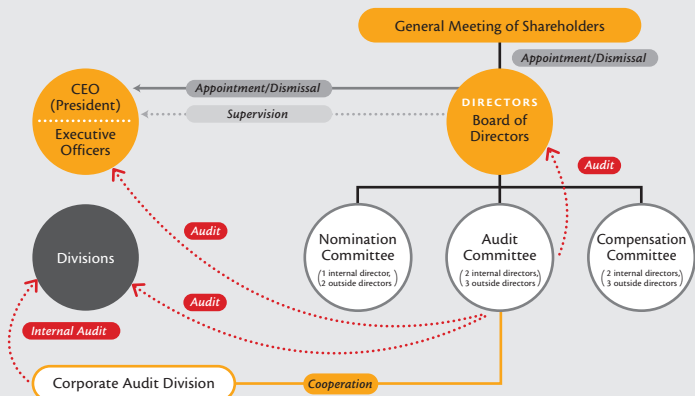 General Meeting of Shareholders
Appointment/Dismissal
CEO
(President)
Executive
Officers
Appointment/Dismissal
Supervision
DIRECTORS
Board of
Directors
Audit
Divisions
Audit
Audit
Internal Audit
Nomination
Committee
(1 internal director,
2 outside directors)
Audit
Committee
(2 internal directors,
3 outside directors)
Compensation
Committee
(2 internal directors,
3 outside directors)
Corporate Audit Division
Cooperation